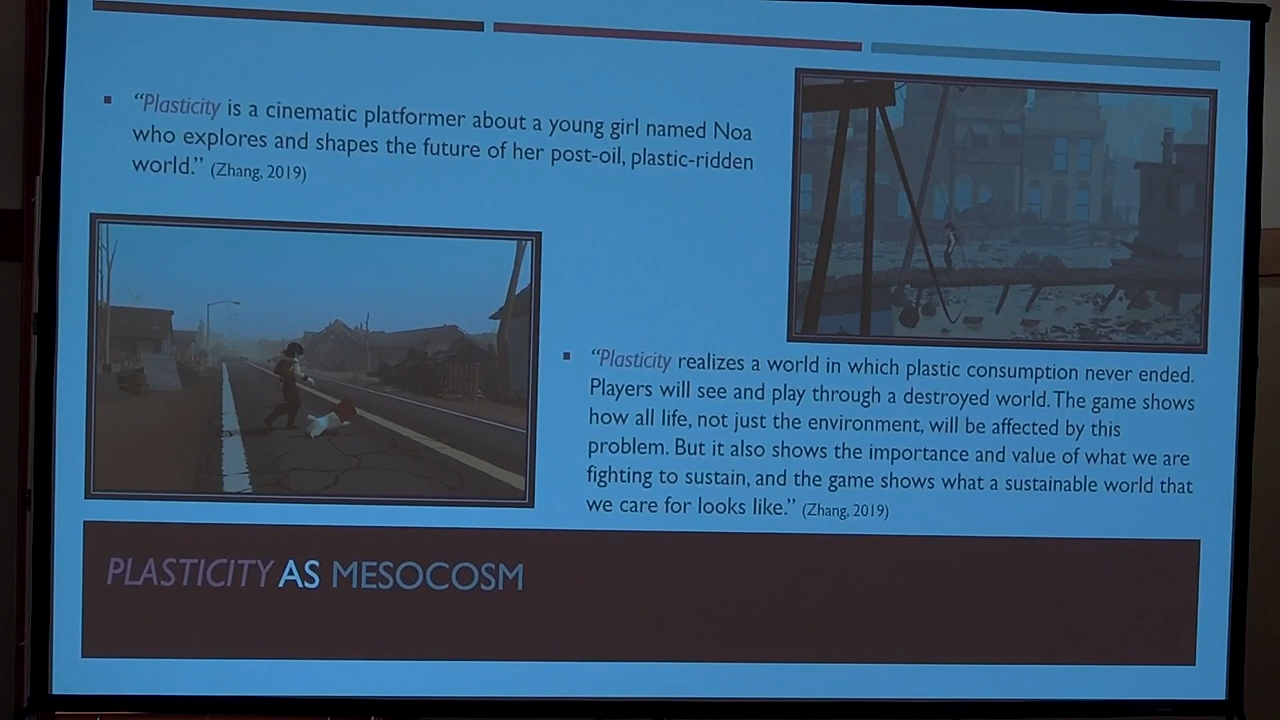 “Plasticity is a cinematic platformer about a young girl named Noa
who explores and shapes the future of her post-oil, plastic-ridden
world.” (Zhang, 2019)
“Plasticity realizes a world in which plastic consumption never ended.
Players will see and play through a destroyed world. The game shows
how all life, not just the environment, will be affected by this
problem. But it also shows the importance and value of what we are
fighting to sustain, and the game shows what a sustainable world that
we care for looks like.” (Zhang, 2019)
PLASTICITY AS MESOCOSM